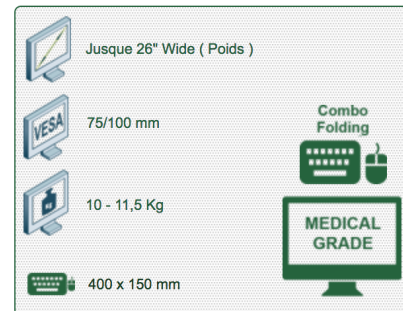 Jusque 26" Wide ( Poids )
VESA
75/100 mm
Combo
Folding
10 - 11,5 Kg
MEDICAL
GRADE
400 x 150 mm